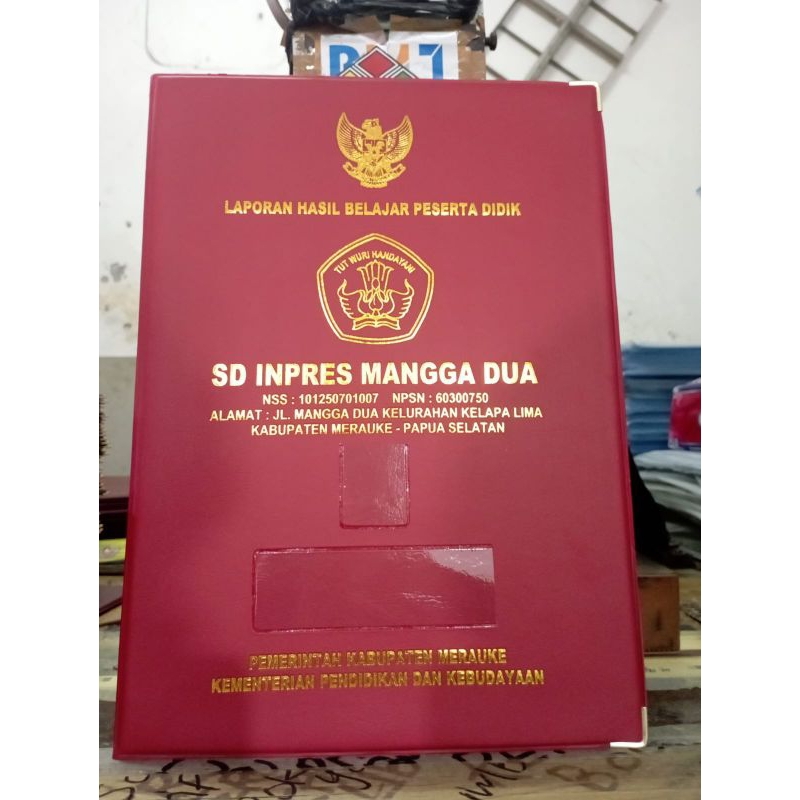 LAPORAN HASIL BELAJAR PESERTA DIDIK
TUT WURI HANDAYANI
SD INPRES MANGGA DUA
NSS : 101250701007 NPSN : 60300750
ALAMAT : JL. MANGGA DUA KELURAHAN KELAPA LIMA
KABUPATEN MERAUKE - PAPUA SELATAN
PEMERINTAH KABUPATEN MERAUKE
KEMENTERIAN PENDIDIKAN DAN KEBUDAYAAN